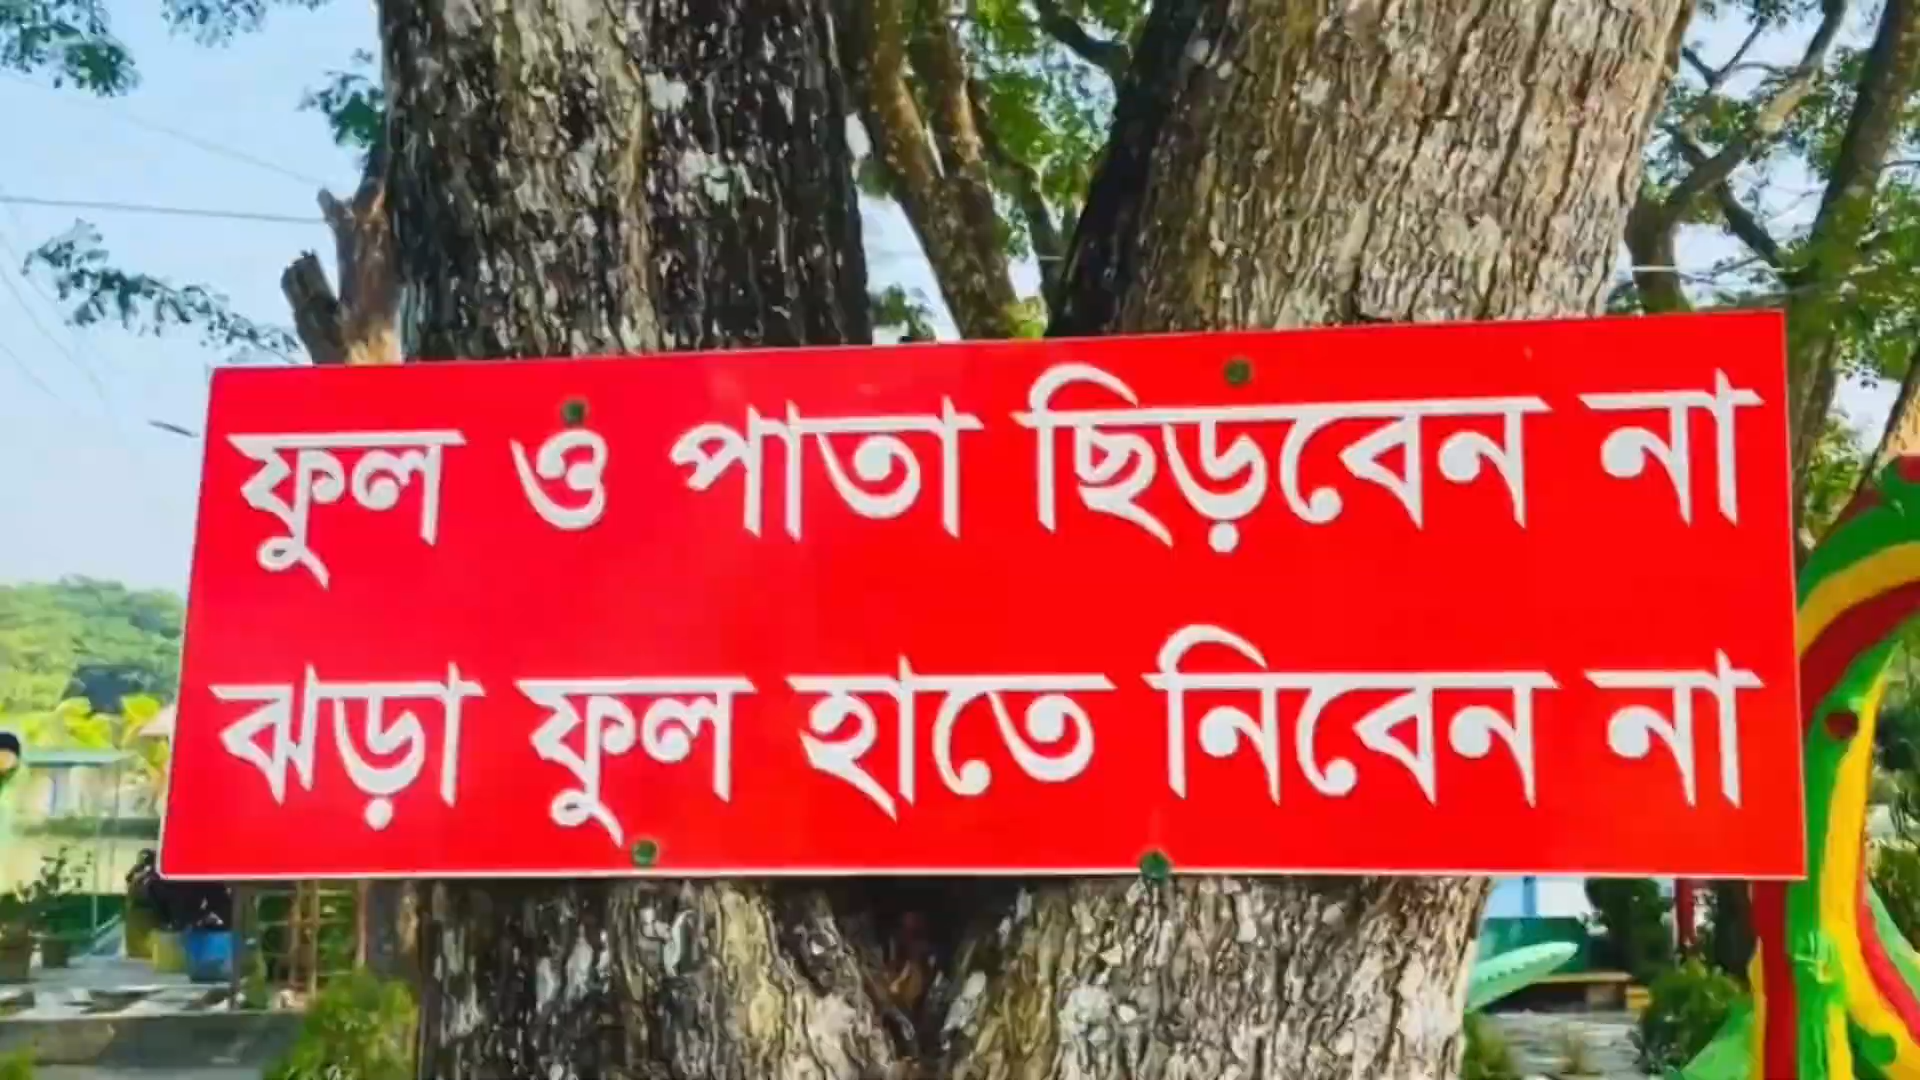 ফুল ও পাতা ছিড়বেন না
ঝড়া ফুল হাতে নিবেন না